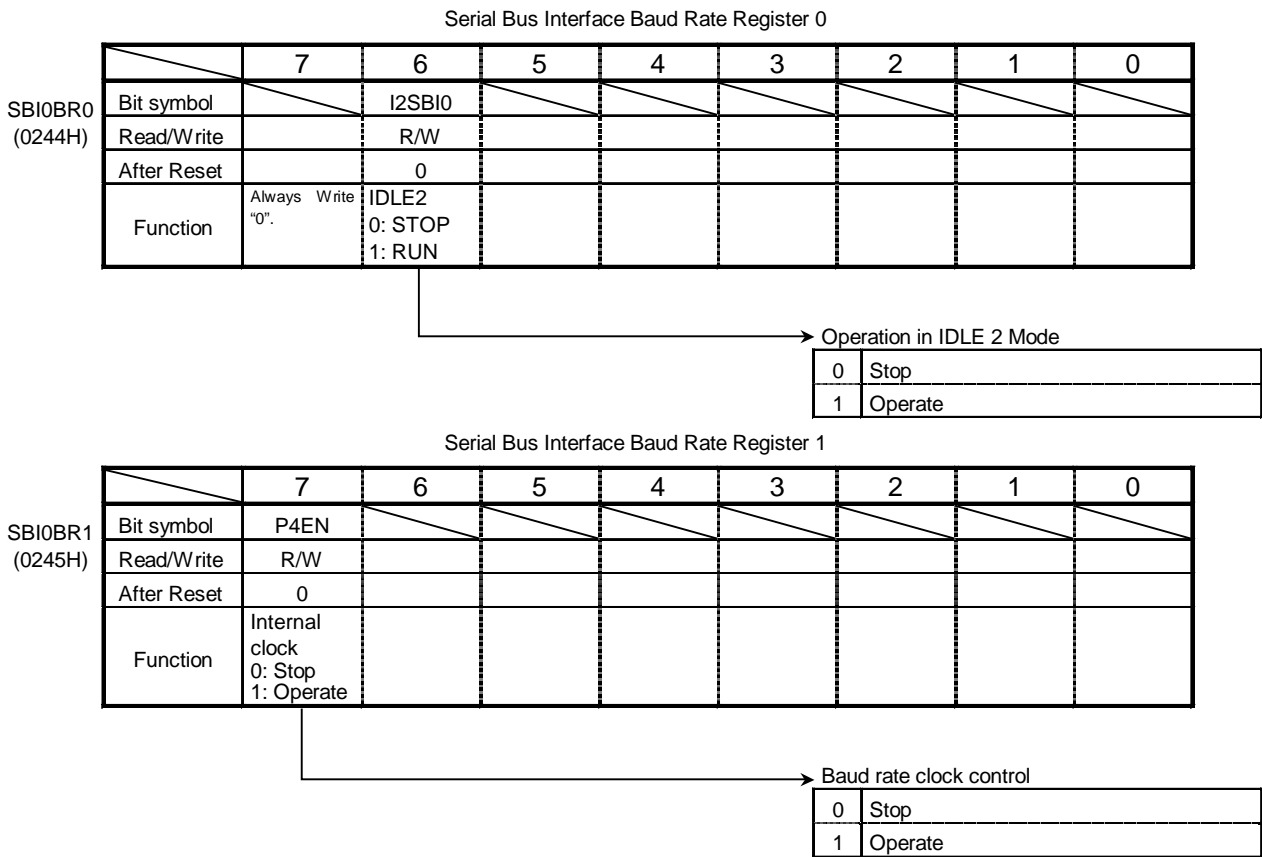 Serial Bus Interface Baud Rate Register 0
7 6 5 4 3 2 1 0
SBI0BR0
(0244H)
Bit symbol I2SBI0
Read/Write R/W
After Reset 0
Function
Always Write
“0”.
IDLE2
0: STOP
1: RUN
Operation in IDLE 2 Mode
0 Stop
1 Operate
Serial Bus Interface Baud Rate Register 1
7 6 5 4 3 2 1 0
SBI0BR1
(0245H)
Bit symbol P4EN
Read/Write R/W
After Reset 0
Function
Internal
clock
0: Stop
1: Operate
Baud rate clock control
0 Stop
1 Operate